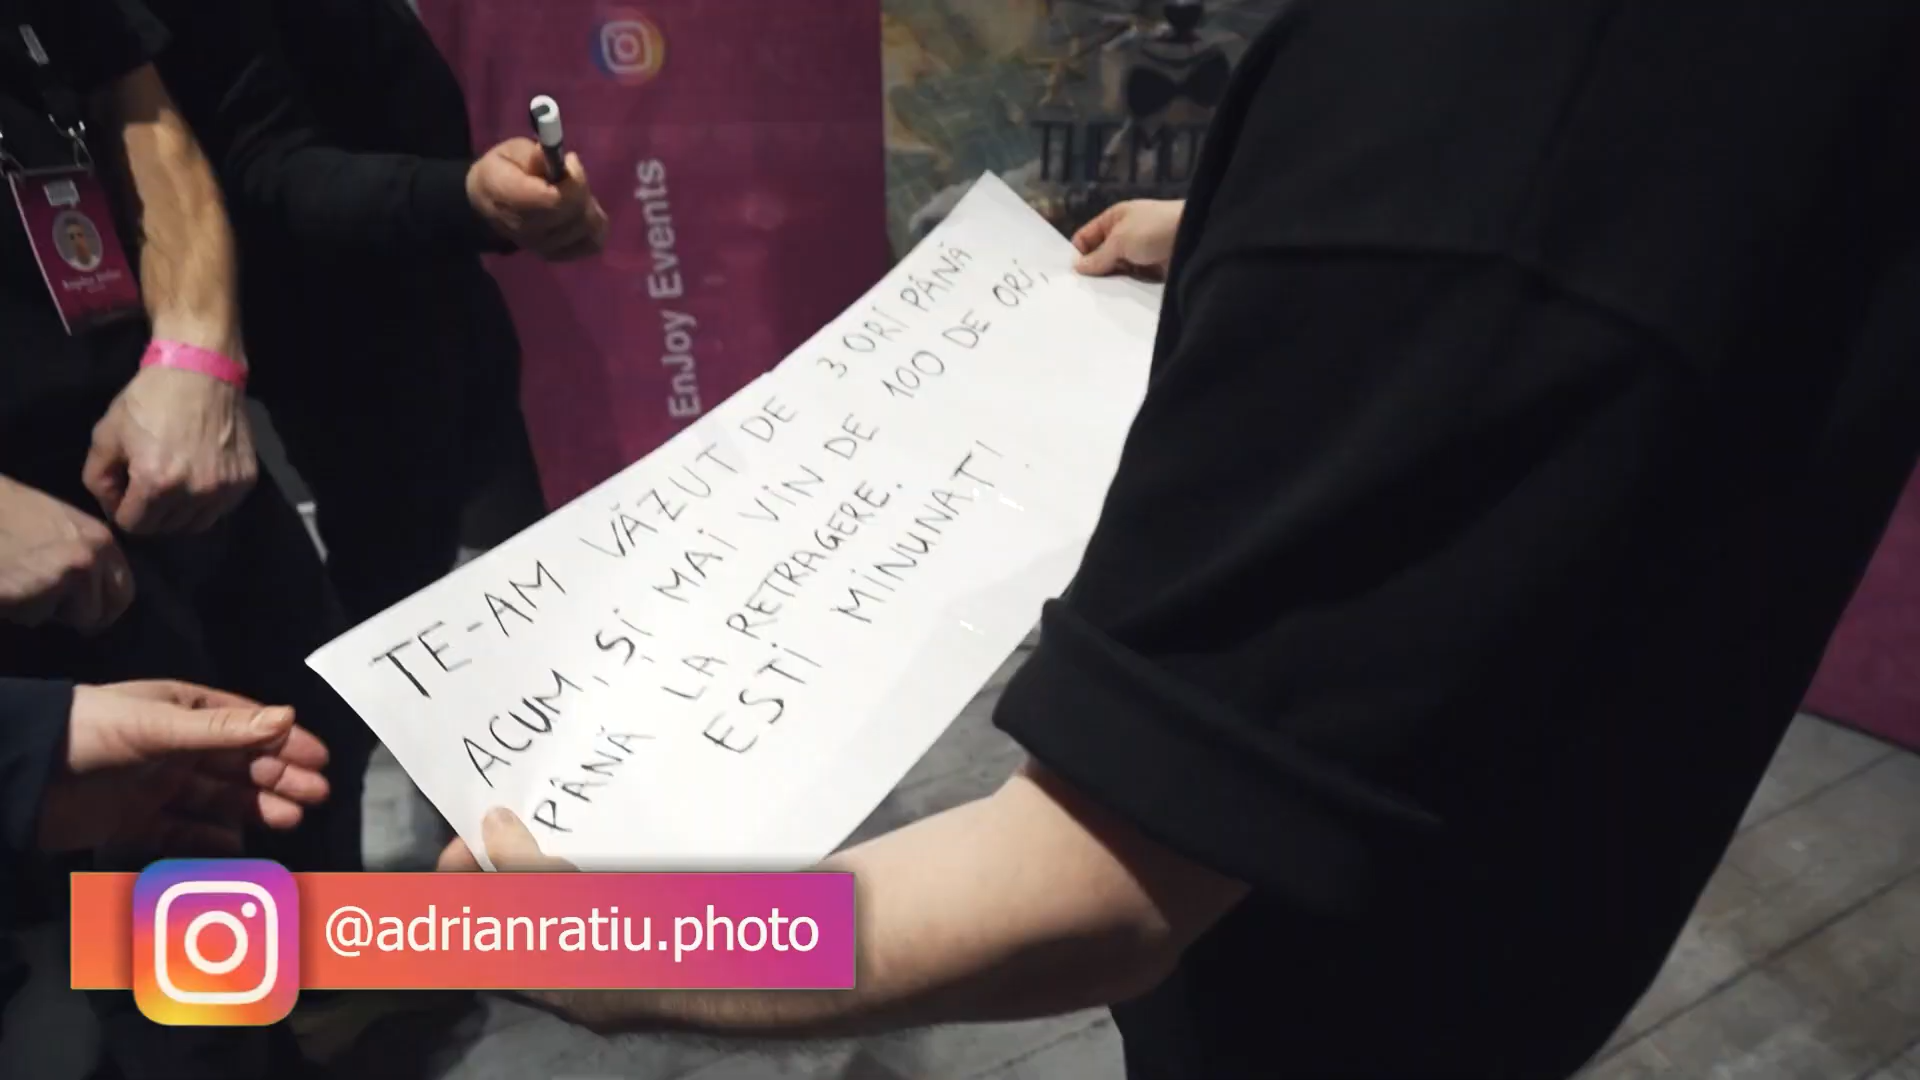 TE-AM VĂZUT DE 3 ORI PÂNĂ
ACUM, ȘI MAI VIN DE 100 DE ORI,
PÂNĂ LA RETRAGERE.
ESTI MINUNAT!
EnJoy Events
@adrianratiu.photo